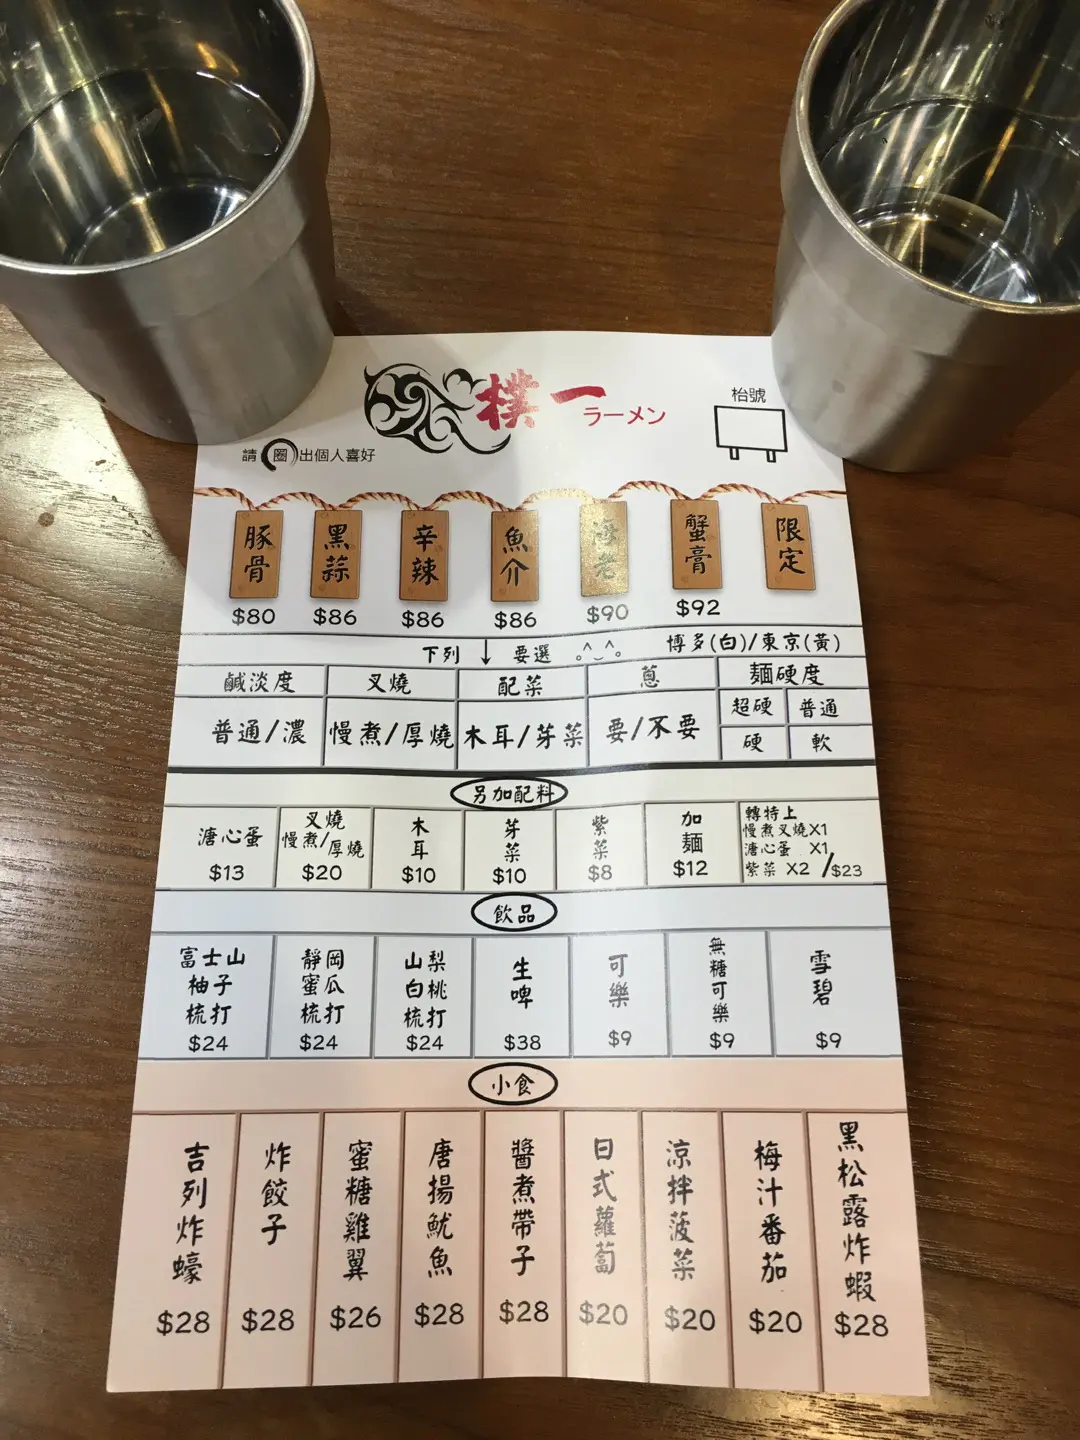 樸一
ラーメン
枱號
請圈出個人喜好
豚骨 黑蒜 辛辣 魚介 海老 蟹膏 限定
$80 $86 $86 $86 $90 $92
下列 ↓ 要選 博多(白)/東京(黃)
鹹淡度 叉燒 配菜 蔥 麵硬度
普通/濃 慢煮/厚燒 木耳/芽菜 要/不要 超硬 普通
硬 軟
另加配料
溏心蛋 $13
叉燒 慢煮/厚燒 $20
木耳 $10
芽菜 $10
紫菜 $8
加麵 $12
轉特上
慢煮叉燒X1
溏心蛋 X1
紫菜 X2 /$23
飲品
富士山柚子梳打 $24
靜岡蜜瓜梳打 $24
山梨白桃梳打 $24
生啤 $38
可樂 $9
無糖可樂 $9
雪碧 $9
小食
吉列炸蠔 $28
炸餃子 $28
蜜糖雞翼 $26
唐揚魷魚 $28
醬煮帶子 $28
日式蘿蔔 $20
涼拌菠菜 $20
梅汁番茄 $20
黑松露炸蝦 $28